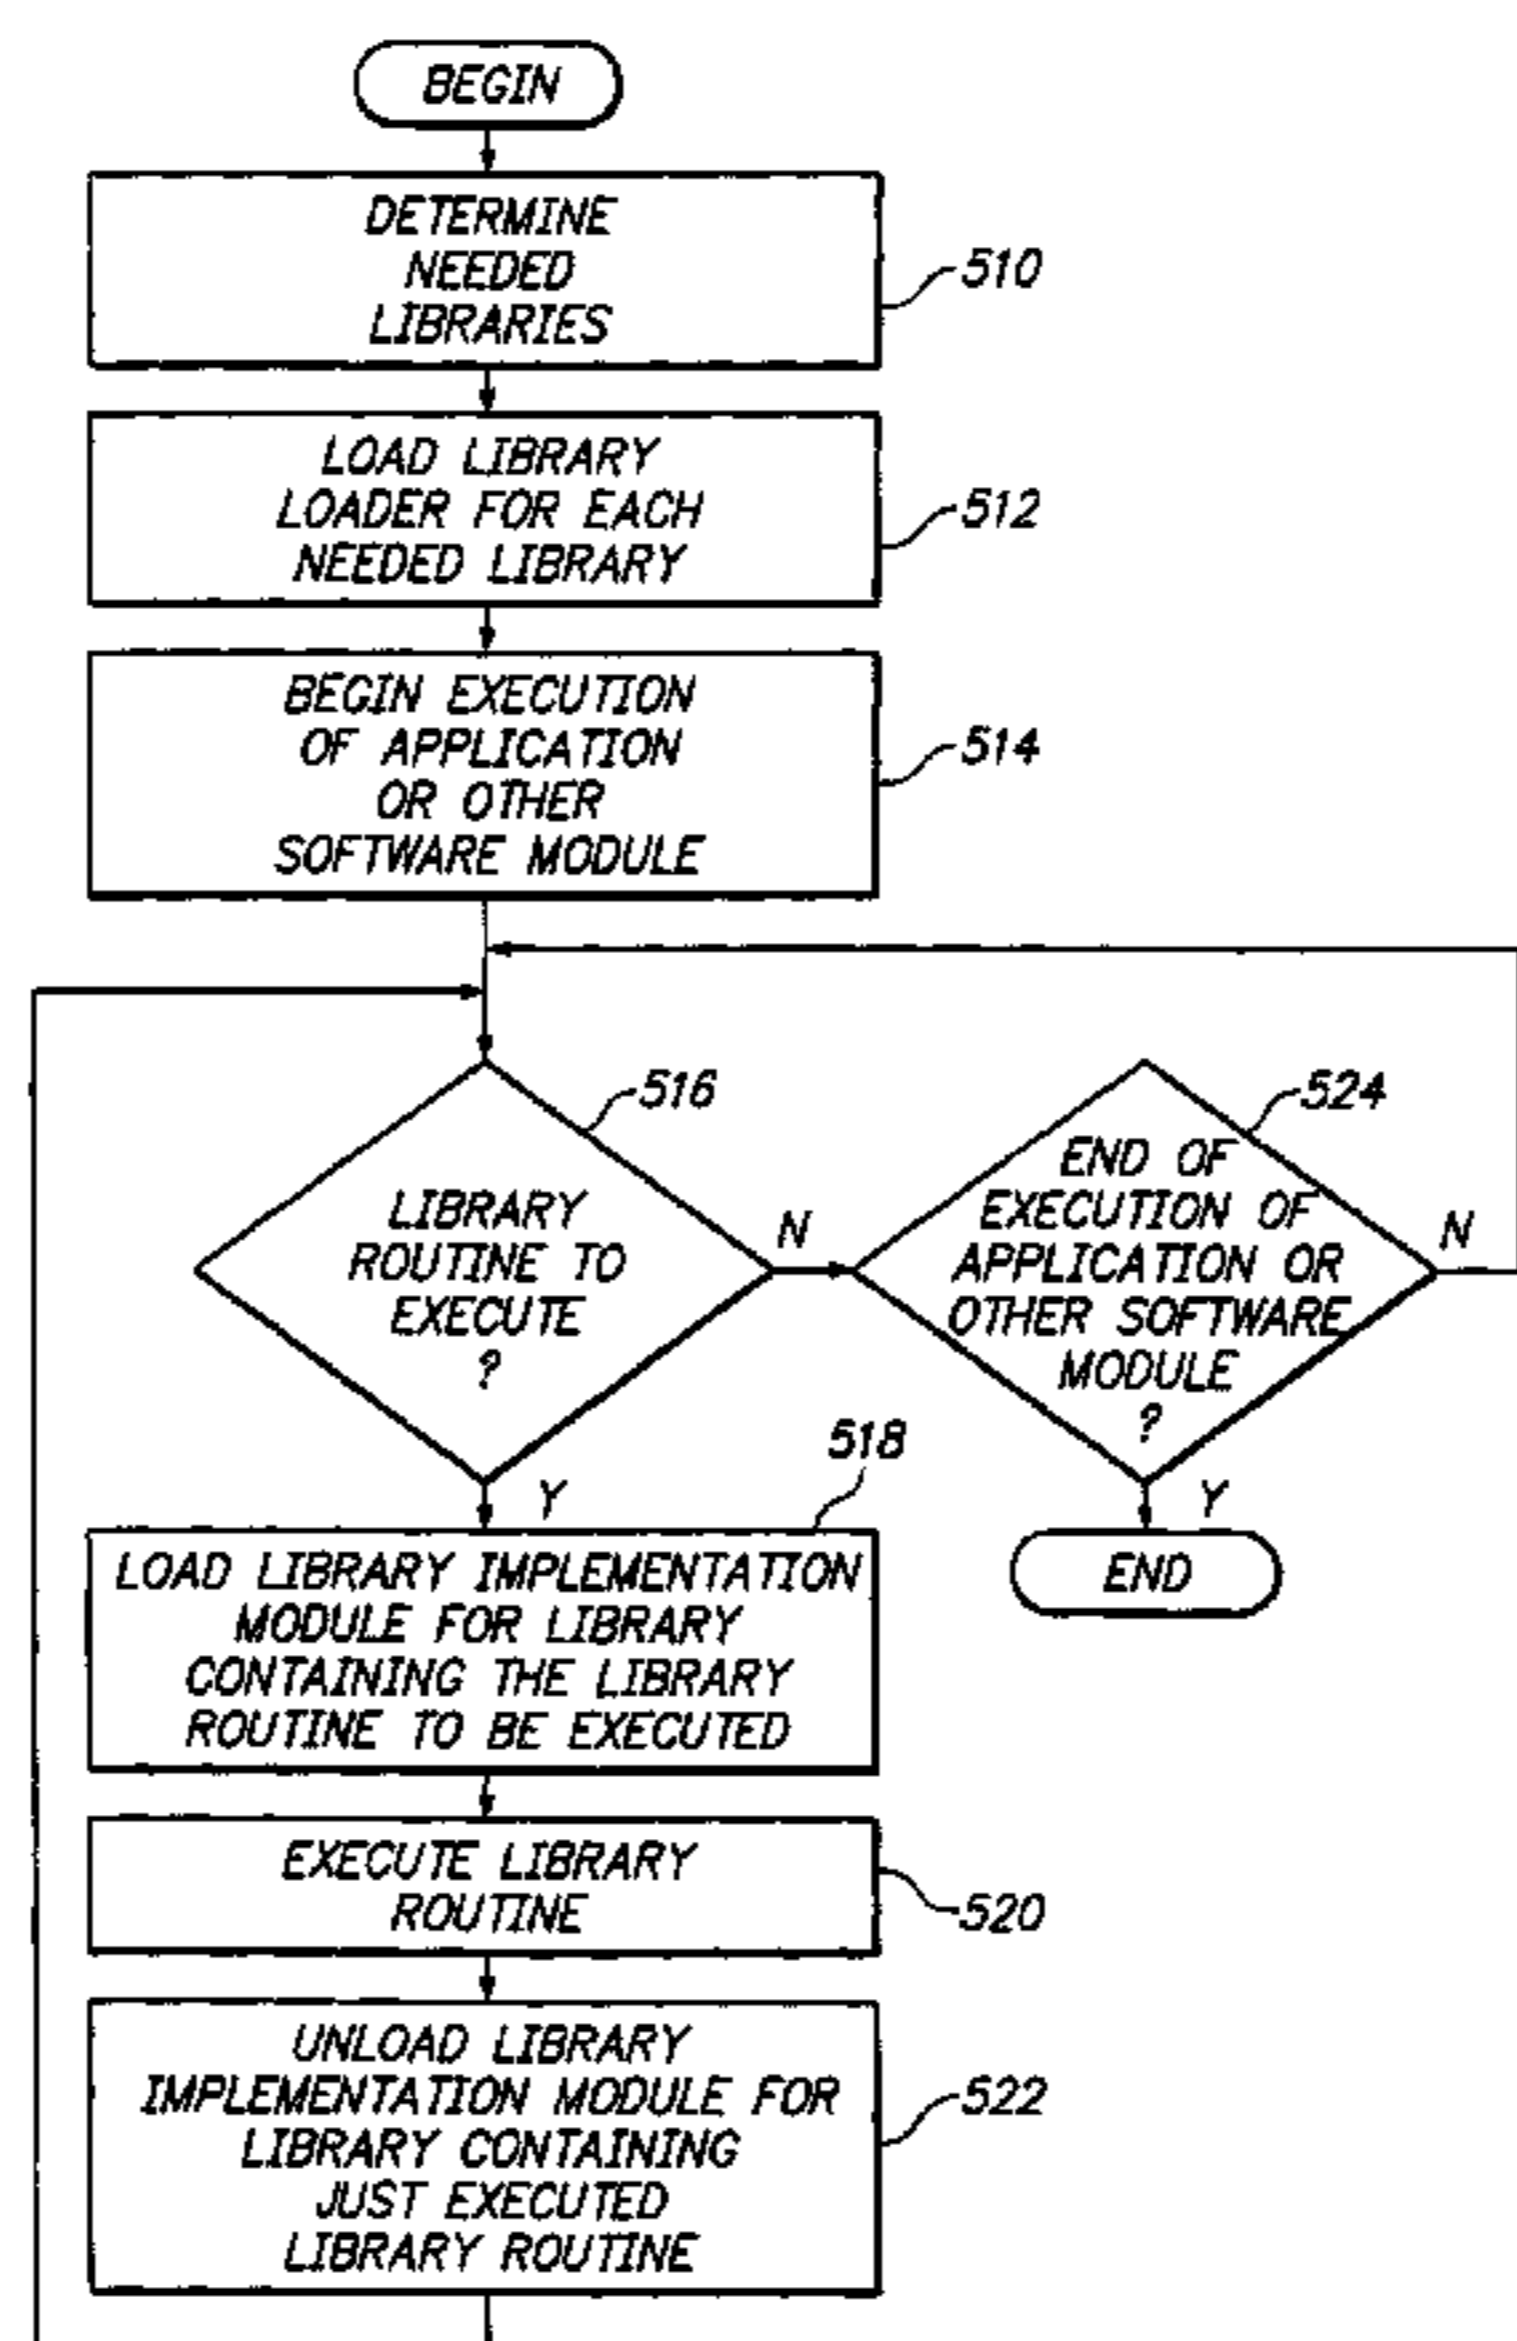 BEGIN
DETERMINE
NEEDED
LIBRARIES
510
LOAD LIBRARY
LOADER FOR EACH
NEEDED LIBRARY
512
BEGIN EXECUTION
OF APPLICATION
OR OTHER
SOFTWARE MODULE
514
516
LIBRARY
ROUTINE TO
EXECUTE
?
N
524
END OF
EXECUTION OF
APPLICATION OR
OTHER SOFTWARE
MODULE
?
N
Y
518
Y
END
LOAD LIBRARY IMPLEMENTATION
MODULE FOR LIBRARY
CONTAINING THE LIBRARY
ROUTINE TO BE EXECUTED
EXECUTE LIBRARY
ROUTINE
520
UNLOAD LIBRARY
IMPLEMENTATION MODULE FOR
LIBRARY CONTAINING
JUST EXECUTED
LIBRARY ROUTINE
522